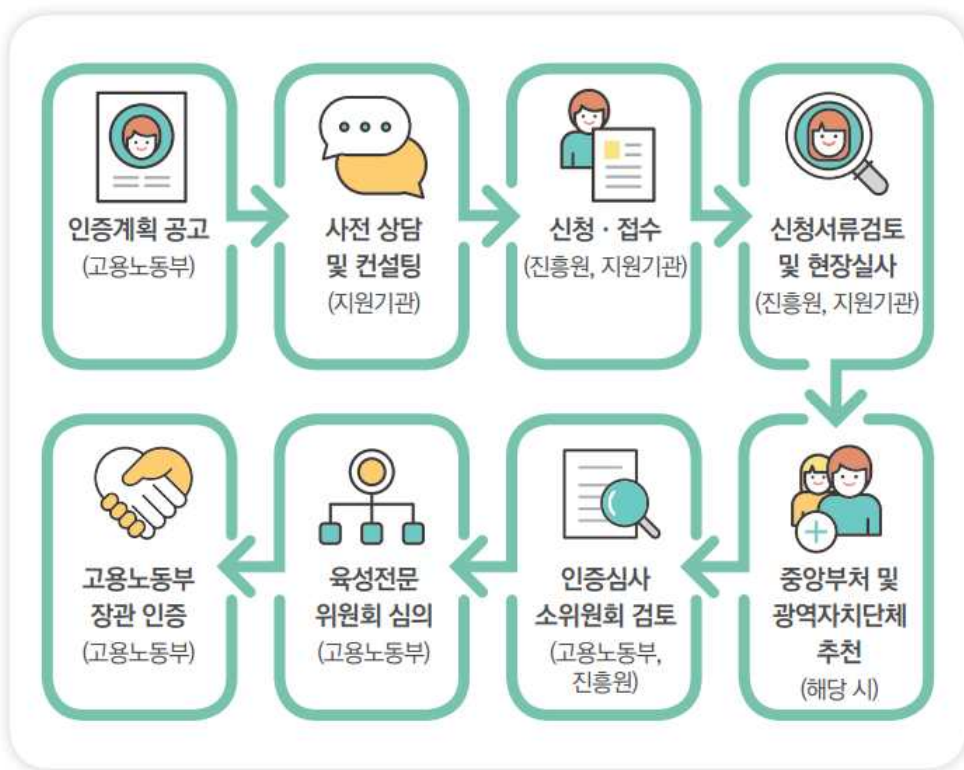 인증계획 공고
(고용노동부)
사전 상담
및 컨설팅
(지원기관)
신청 · 접수
(진흥원, 지원기관)
신청서류검토
및 현장실사
(진흥원, 지원기관)
중앙부처 및
광역자치단체
추천
(해당 시)
인증심사
소위원회 검토
(고용노동부,
진흥원)
육성전문
위원회 심의
(고용노동부)
고용노동부
장관 인증
(고용노동부)